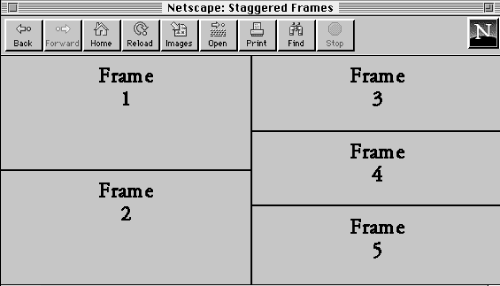 Netscape: Staggered Frames
Back Forward Home Reload Images Open Print Find Stop
N
Frame
1
Frame
2
Frame
3
Frame
4
Frame
5